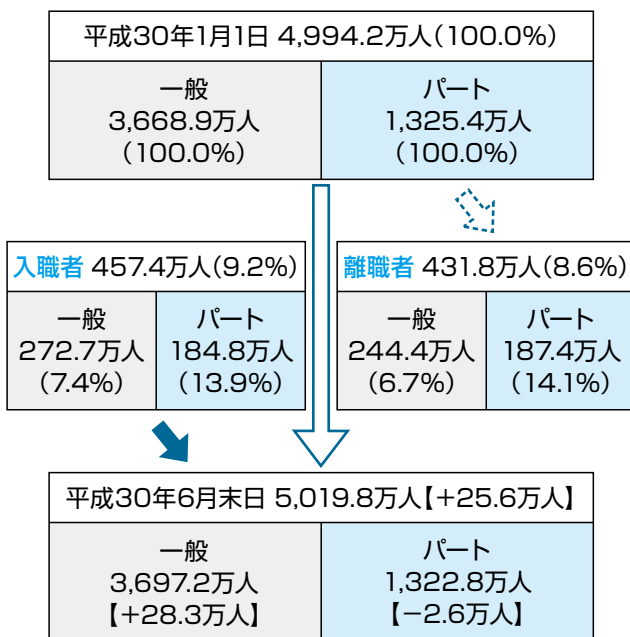 平成30年1月1日 4,994.2万人(100.0%)
一般
3,668.9万人
(100.0%)
パート
1,325.4万人
(100.0%)
入職者 457.4万人(9.2%)
一般
272.7万人
(7.4%)
パート
184.8万人
(13.9%)
離職者 431.8万人(8.6%)
一般
244.4万人
(6.7%)
パート
187.4万人
(14.1%)
平成30年6月末日 5,019.8万人【+25.6万人】
一般
3,697.2万人
【+28.3万人】
パート
1,322.8万人
【−2.6万人】